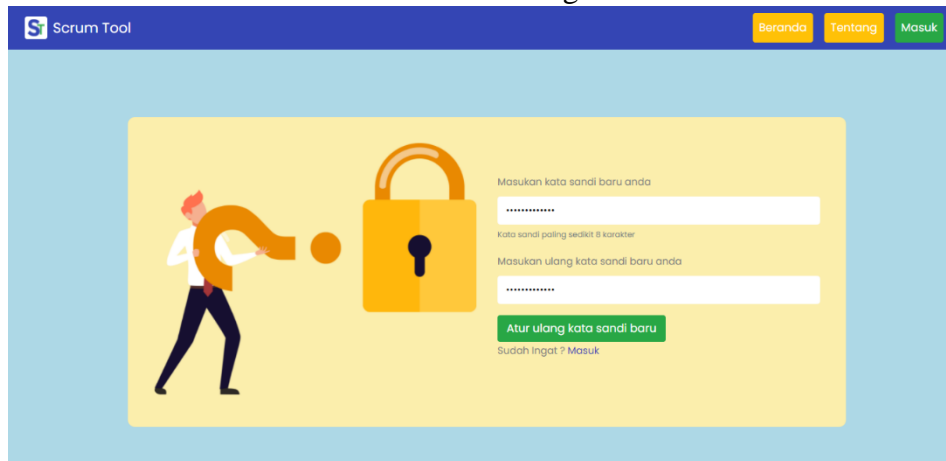 ST Scrum Tool Beranda Tentang Masuk
Masukan kata sandi baru anda
•••••••••••••
Kata sandi paling sedikit 8 karakter
Masukan ulang kata sandi baru anda
•••••••••••••
Atur ulang kata sandi baru
Sudah Ingat ? Masuk